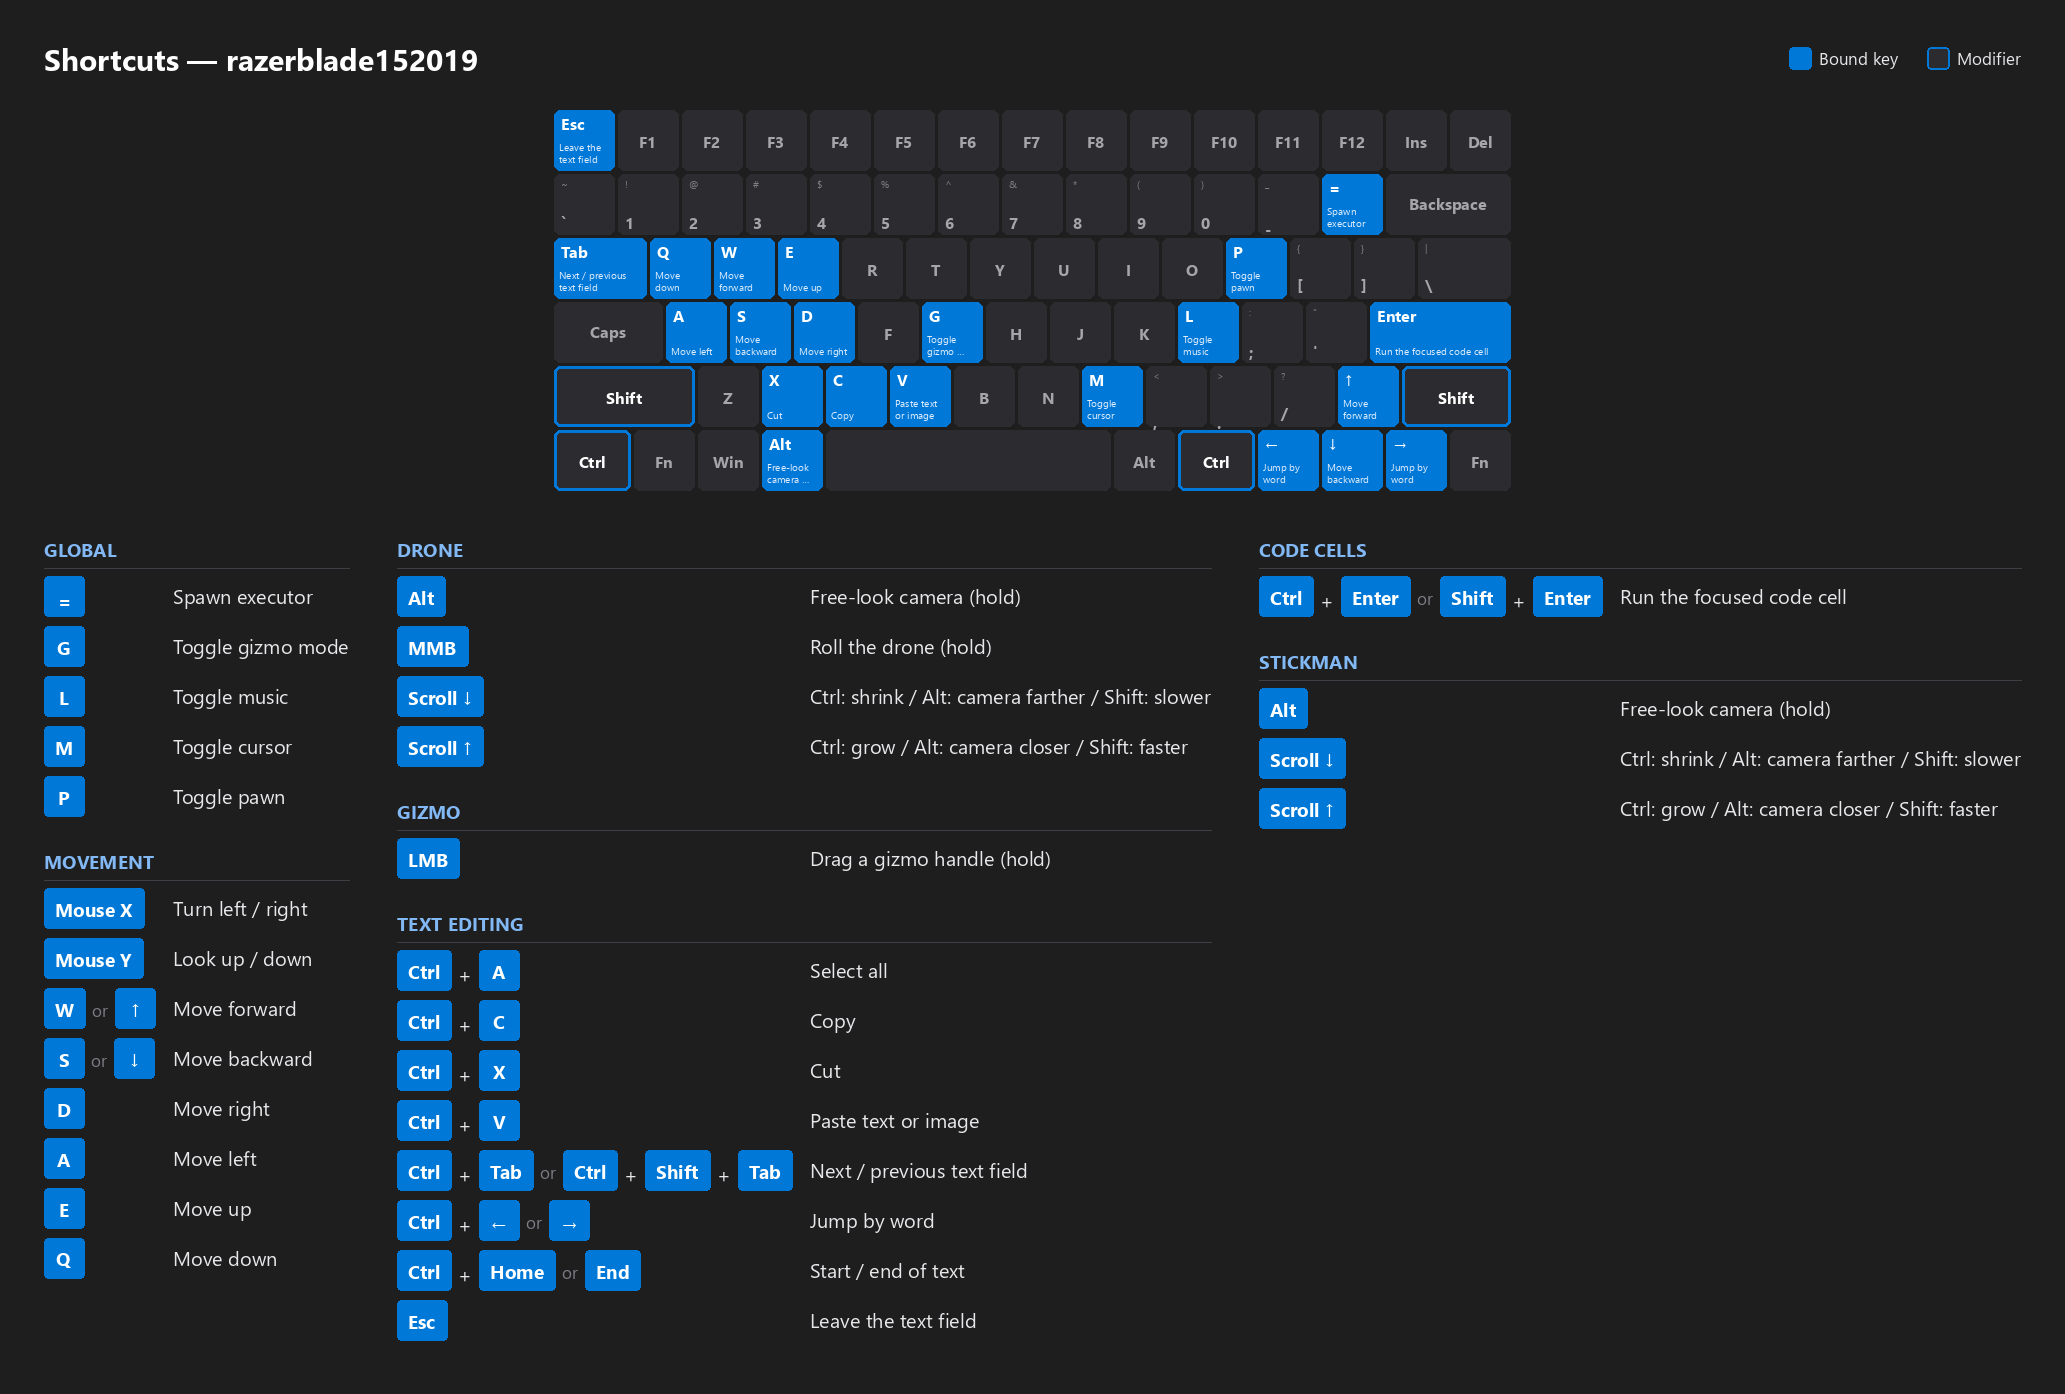 Shortcuts — razerblade152019
Bound key
Modifier
Esc
Leave the
text field
F1
F2
F3
F4
F5
F6
F7
F8
F9
F10
F11
F12
Ins
Del
~
`
!
1
@
2
#
3
$
4
%
5
^
6
&
7
*
8
(
9
)
0
_
-
=
Spawn
executor
Backspace
Tab
Next / previous
text field
Q
Move
down
W
Move
forward
E
Move up
R
T
Y
U
I
O
P
Toggle
pawn
{
[
}
]
|
\
Caps
A
Move left
S
Move
backward
D
Move right
F
G
Toggle
gizmo ...
H
J
K
L
Toggle
music
:
;
"
'
Enter
Run the focused code cell
Shift
Z
X
Cut
C
Copy
V
Paste text
or image
B
N
M
Toggle
cursor
<
,
>
.
?
/
↑
Move
forward
Shift
Ctrl
Fn
Win
Alt
Free-look
camera ...
Alt
Ctrl
←
Jump by
word
↓
Move
backward
→
Jump by
word
Fn
GLOBAL
= Spawn executor
G Toggle gizmo mode
L Toggle music
M Toggle cursor
P Toggle pawn
MOVEMENT
Mouse X Turn left / right
Mouse Y Look up / down
W or ↑ Move forward
S or ↓ Move backward
D Move right
A Move left
E Move up
Q Move down
DRONE
Alt Free-look camera (hold)
MMB Roll the drone (hold)
Scroll ↓ Ctrl: shrink / Alt: camera farther / Shift: slower
Scroll ↑ Ctrl: grow / Alt: camera closer / Shift: faster
GIZMO
LMB Drag a gizmo handle (hold)
TEXT EDITING
Ctrl + A Select all
Ctrl + C Copy
Ctrl + X Cut
Ctrl + V Paste text or image
Ctrl + Tab or Ctrl + Shift + Tab Next / previous text field
Ctrl + ← or → Jump by word
Ctrl + Home or End Start / end of text
Esc Leave the text field
CODE CELLS
Ctrl + Enter or Shift + Enter Run the focused code cell
STICKMAN
Alt Free-look camera (hold)
Scroll ↓ Ctrl: shrink / Alt: camera farther / Shift: slower
Scroll ↑ Ctrl: grow / Alt: camera closer / Shift: faster